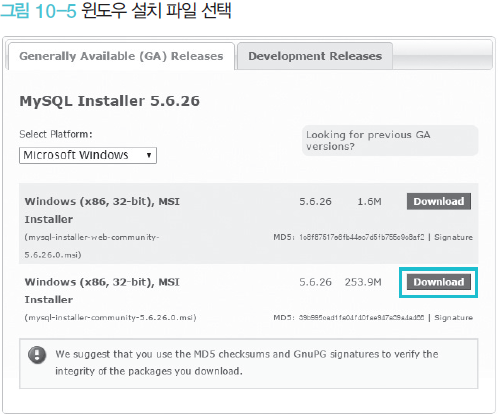 그림 10-5 윈도우 설치 파일 선택
Generally Available (GA) Releases
Development Releases
MySQL Installer 5.6.26
Select Platform:
Looking for previous GA
versions?
Microsoft Windows
Windows (x86, 32-bit), MSI
Installer
5.6.26 1.6M Download
(mysql-installer-web-community-
5.6.26.0.msi)
MD5: | Signature
Windows (x86, 32-bit), MSI
Installer
5.6.26 253.9M Download
(mysql-installer-community-5.6.26.0.msi)
MD5: | Signature
We suggest that you use the MD5 checksums and GnuPG signatures to verify the
integrity of the packages you download.